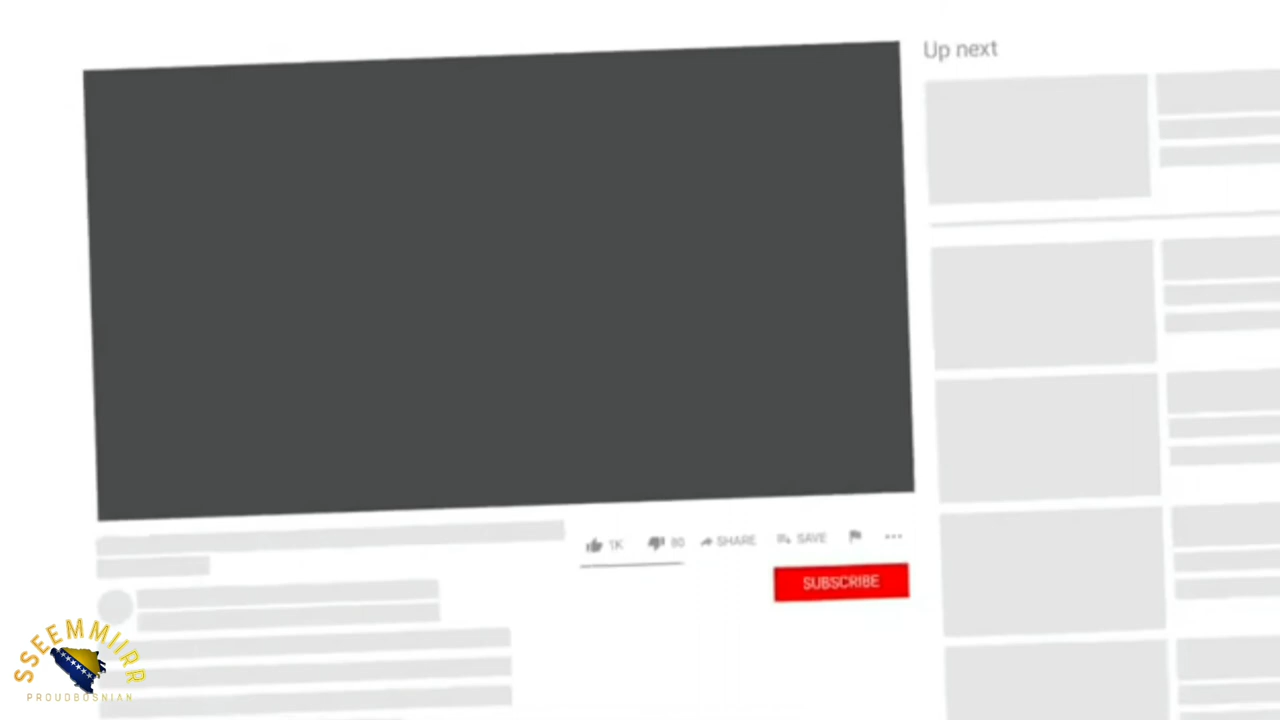 Up next
1K 80 SHARE SAVE
SUBSCRIBE
SSEEMMIIRR
PROUDBOSNIAN